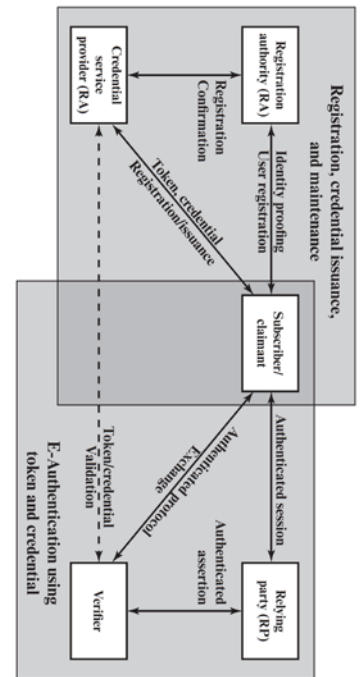 Registration, credential issuance,
and maintenance
Registration
authority (RA)
Identity proofing
User registration
Subscriber/
claimant
Authenticated session
Relying
party (RP)
Registration
Confirmation
Token, credential
Registration/issuance
Authenticated protocol
Exchange
Authenticated
assertion
Credential
service
provider (RA)
Token/credential
Validation
Verifier
E-Authentication using
token and credential